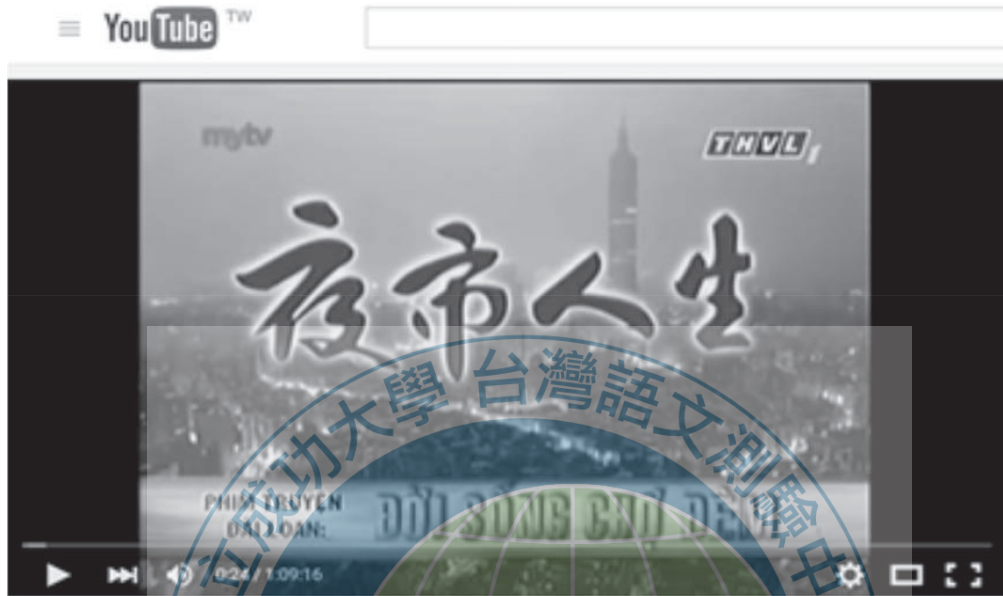 YouTube TW
mytv THVL1
夜市人生
立成功大學 台灣語文測驗中
PHIM TRUYỆN
ĐÀI LOAN:
ĐỜI SỐNG CHỢ ĐÊM
0:24 / 1:09:16